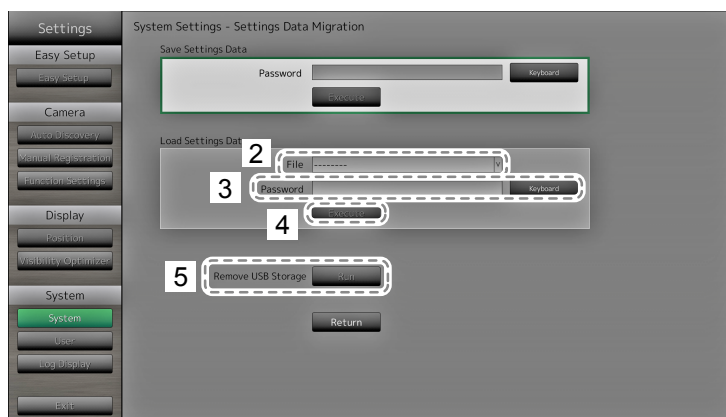 Settings
System Settings - Settings Data Migration
Easy Setup
Easy Setup
Camera
Auto Discovery
Manual Registration
Function Settings
Display
Position
Visibility Optimizer
System
System
User
Log Display
Exit
Save Settings Data
Password
Keyboard
Execute
Load Settings Dat
2
File
--------
3
Password
Keyboard
4
Execute
5
Remove USB Storage
Run
Return